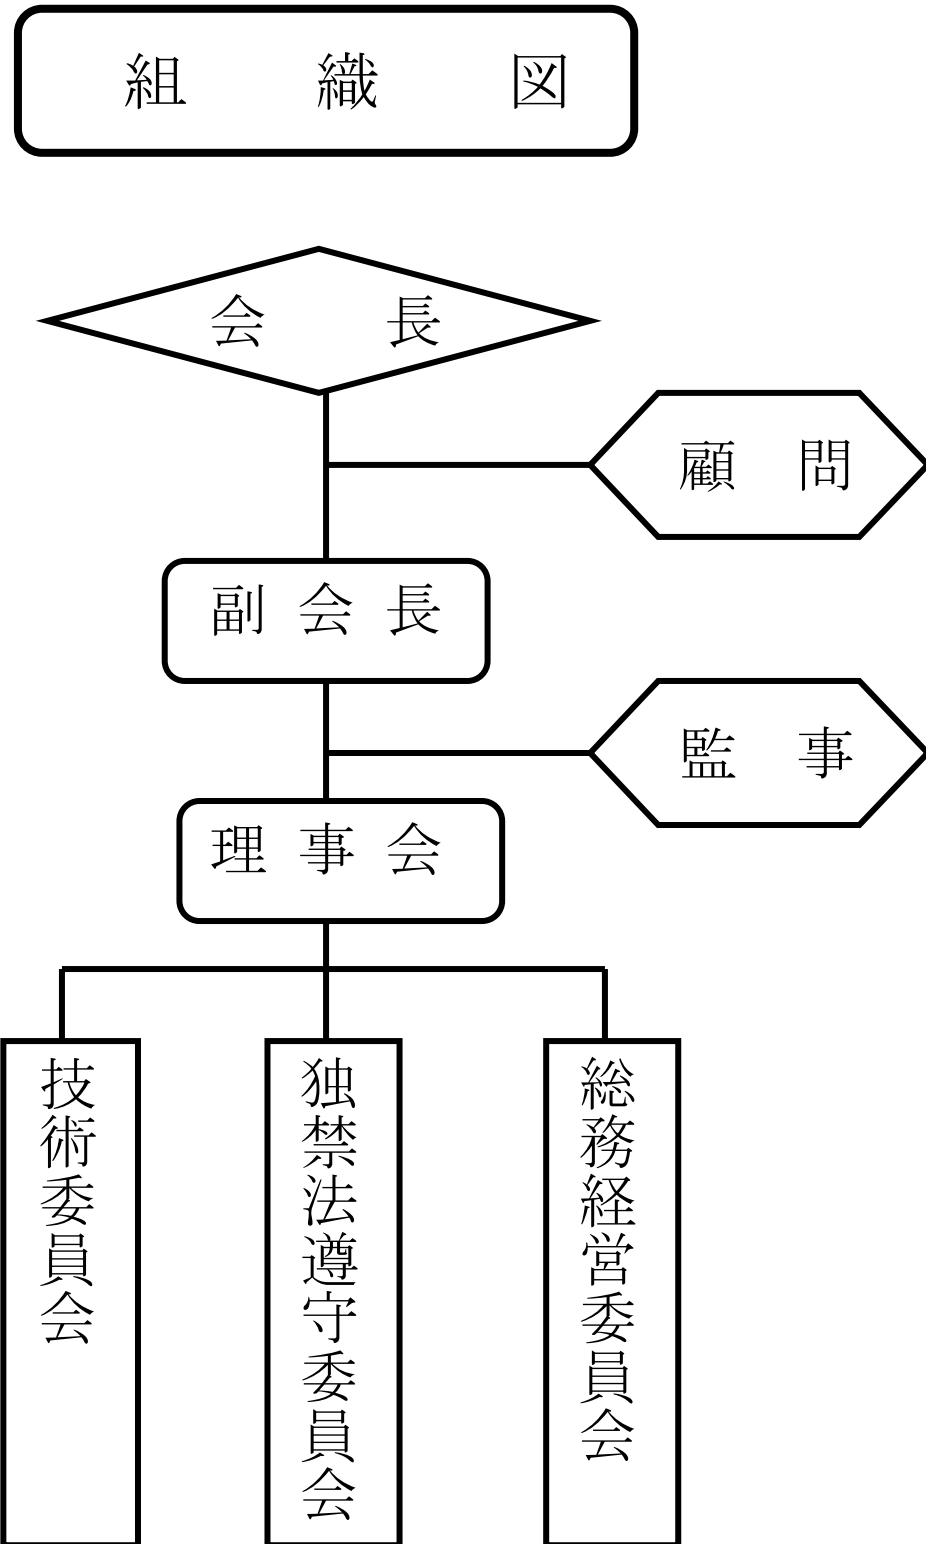 組織図
会長
顧問
副会長
監事
理事会
技術委員会
独禁法遵守委員会
総務経営委員会